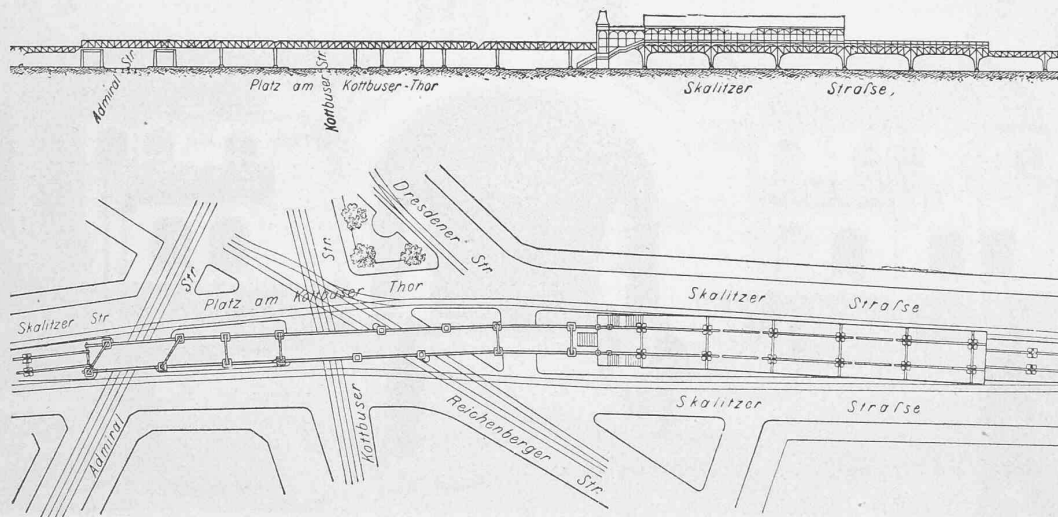 Admiral Str.
Platz am Kottbuser-Thor
Kottbuser Str.
Skalitzer Straſse,
Dresdener Str
Str.
Str
Platz am Kottbuser Thor
Skalitzer Straſse
Skalitzer Str
Skalitzer Straſse
Admiral
Kottbuser
Reichenberger Str.